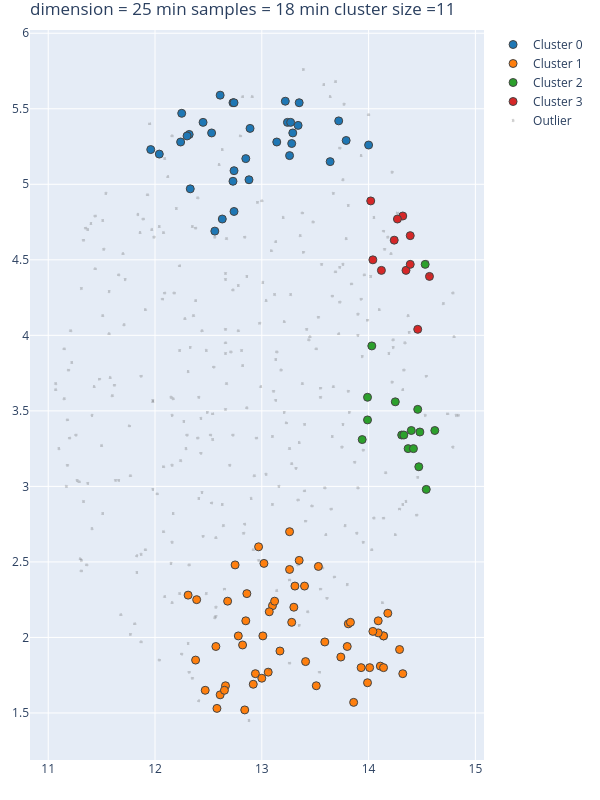 dimension = 25 min samples = 18 min cluster size =11
6
5.5
5
4.5
4
3.5
3
2.5
2
1.5
11
12
13
14
15
Cluster 0
Cluster 1
Cluster 2
Cluster 3
Outlier